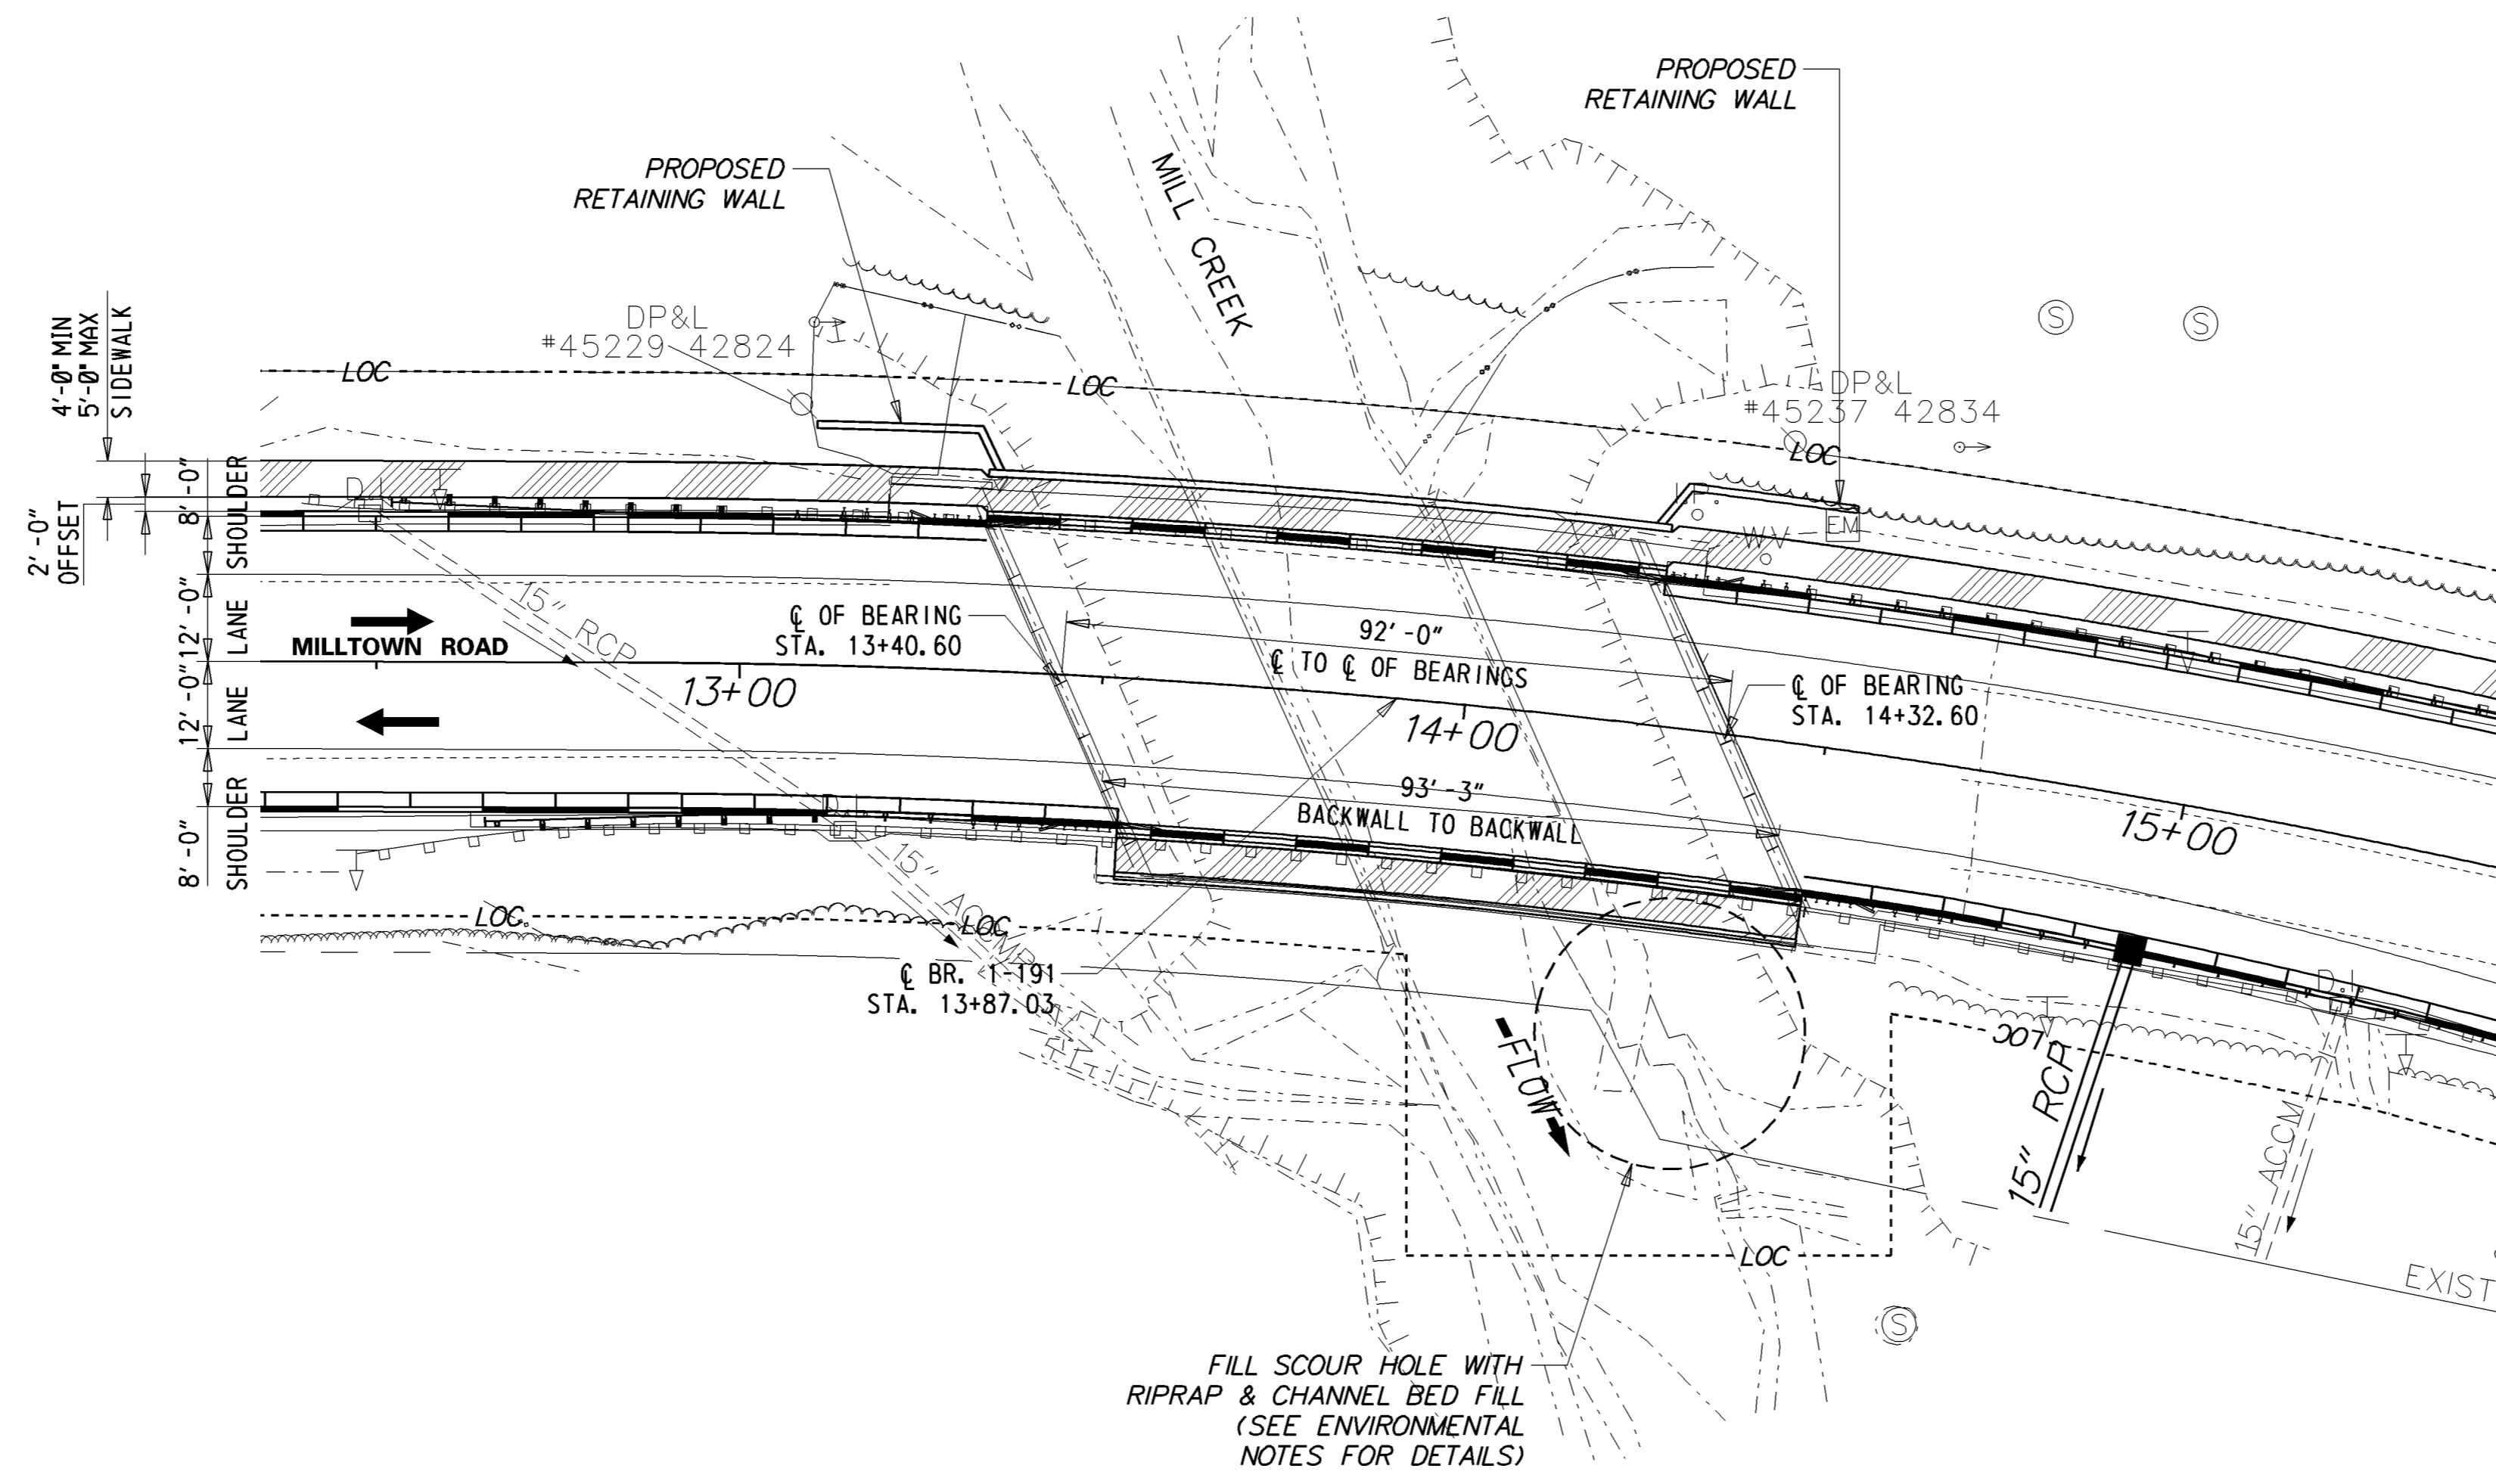 PROPOSED
RETAINING WALL
PROPOSED
RETAINING WALL
MILL CREEK
DP&L
#45229 42824
DP&L
#45237 42834
S
S
LOC
LOC
LOC
4'-0" MIN
5'-0" MAX
SIDEWALK
2'-0"
OFFSET
8'-0"
SHOULDER
12'-0"
LANE
12'-0"
LANE
8'-0"
SHOULDER
D.I.
W.V.
EM
15" RCP
MILLTOWN ROAD
℄ OF BEARING
STA. 13+40.60
92'-0"
℄ TO ℄ OF BEARINGS
℄ OF BEARING
STA. 14+32.60
13+00
14+00
15+00
93'-3"
BACKWALL TO BACKWALL
D.I.
15" ACCMP
LOC.
LOC
℄ BR. 1-191
STA. 13+87.03
FLOW
LOC
D.I.
15" RCP
15" ACCM
LOC
EXIST
S
FILL SCOUR HOLE WITH
RIPRAP & CHANNEL BED FILL
(SEE ENVIRONMENTAL
NOTES FOR DETAILS)